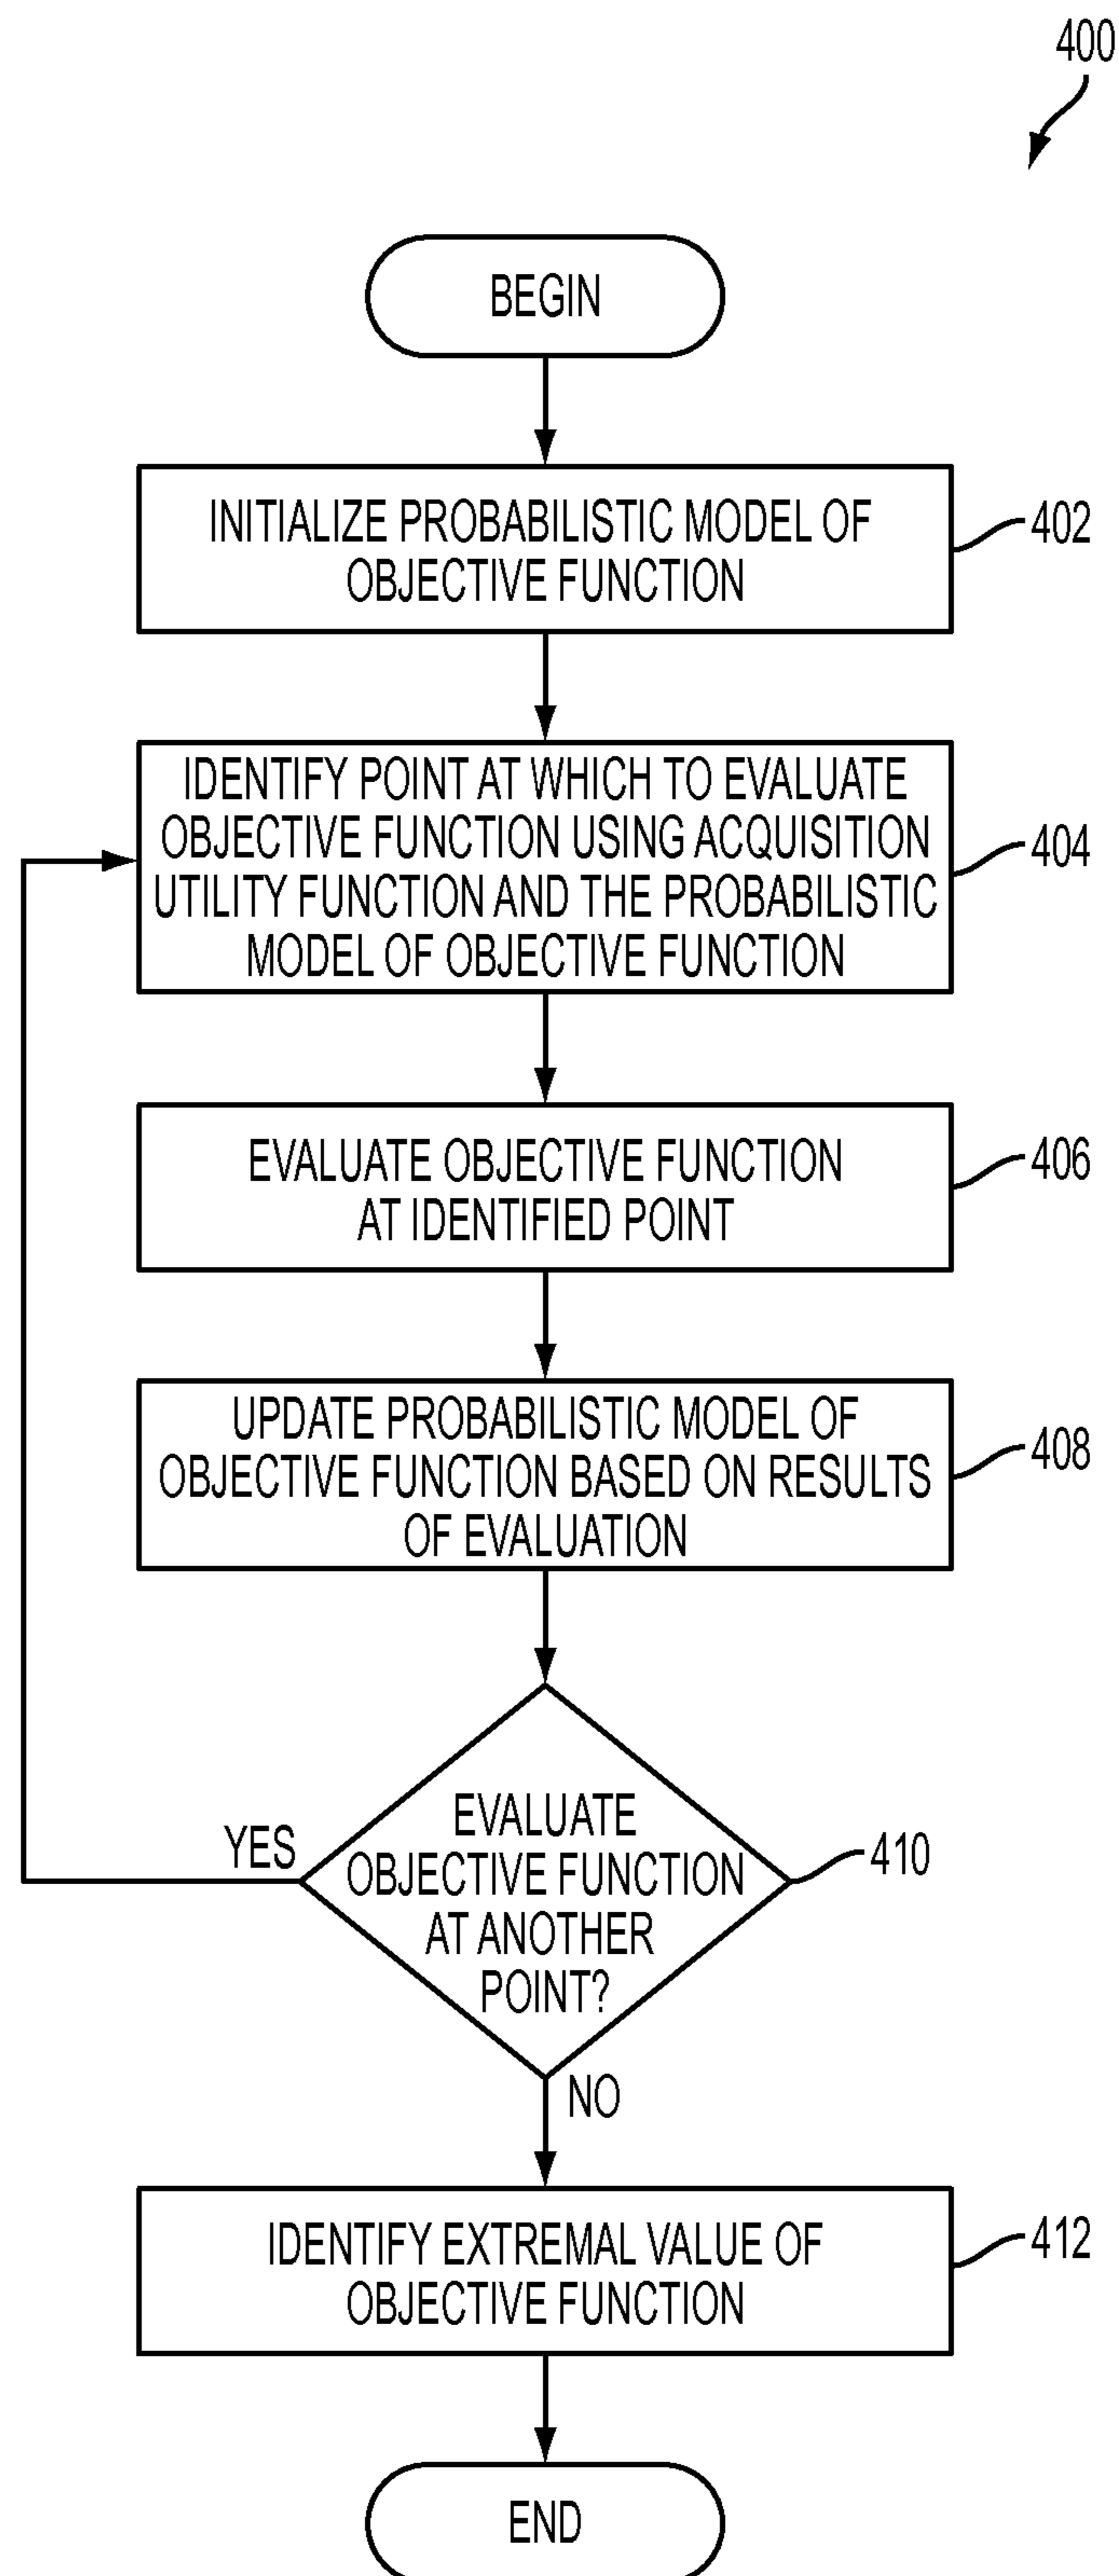 400
BEGIN
INITIALIZE PROBABILISTIC MODEL OF
OBJECTIVE FUNCTION
402
IDENTIFY POINT AT WHICH TO EVALUATE
OBJECTIVE FUNCTION USING ACQUISITION
UTILITY FUNCTION AND THE PROBABILISTIC
MODEL OF OBJECTIVE FUNCTION
404
EVALUATE OBJECTIVE FUNCTION
AT IDENTIFIED POINT
406
UPDATE PROBABILISTIC MODEL OF
OBJECTIVE FUNCTION BASED ON RESULTS
OF EVALUATION
408
YES
EVALUATE
OBJECTIVE FUNCTION
AT ANOTHER
POINT?
410
NO
IDENTIFY EXTREMAL VALUE OF
OBJECTIVE FUNCTION
412
END